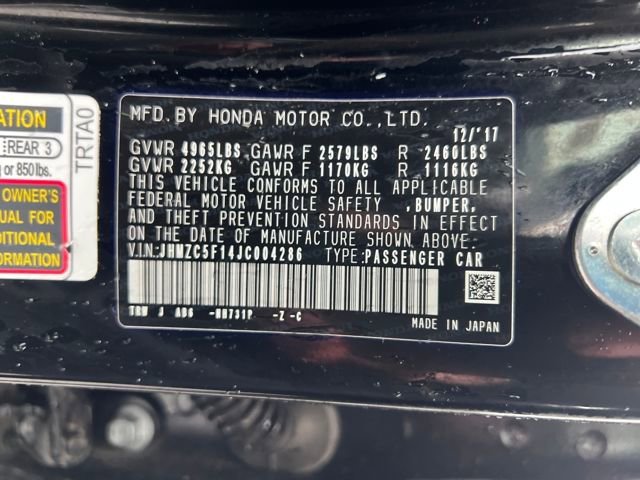 ATION
REAR 3
g or 850 lbs.
OWNER'S
UAL FOR
DITIONAL
ORMATION
TRTA0
MFD. BY HONDA MOTOR CO., LTD.
12/'17
GVWR 4965LBS GAWR F 2579LBS R 2460LBS
GVWR 2252KG GAWR F 1170KG R 1116KG
THIS VEHICLE CONFORMS TO ALL APPLICABLE
FEDERAL MOTOR VEHICLE SAFETY ,BUMPER,
AND THEFT PREVENTION STANDARDS IN EFFECT
ON THE DATE OF MANUFACTURE SHOWN ABOVE.
V.I.N.: JHMZC5F14JC004286 TYPE: PASSENGER CAR
-NH731P -Z -C
MADE IN JAPAN